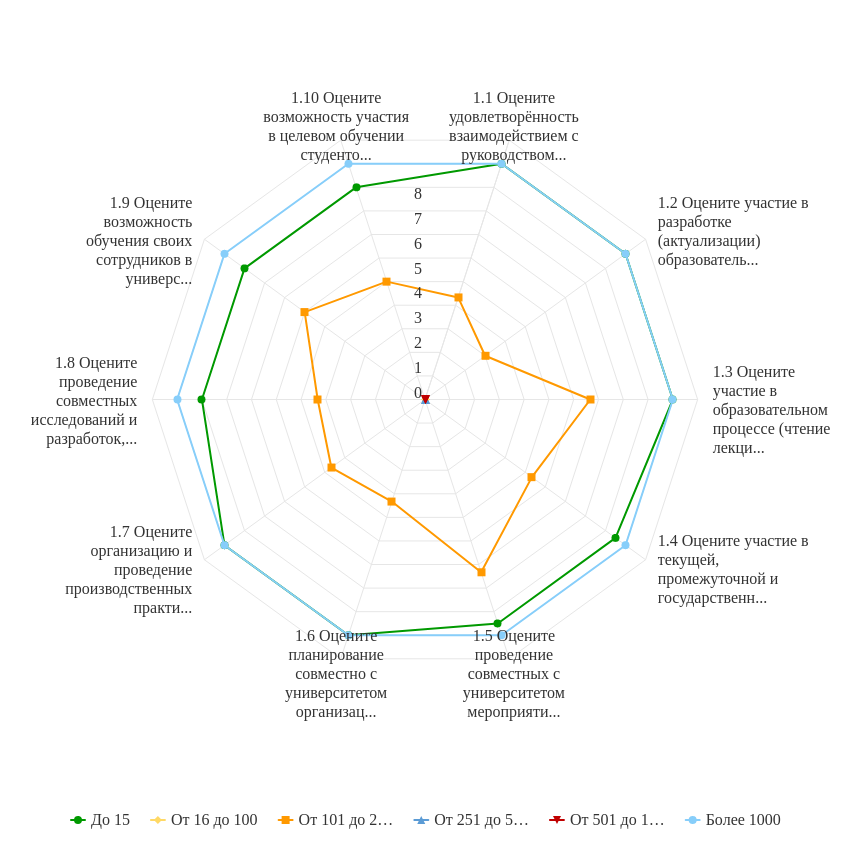 1.10 Оцените
возможность участия
в целевом обучении
студенто...
1.1 Оцените
удовлетворённость
взаимодействием с
руководством...
1.9 Оцените
возможность
обучения своих
сотрудников в
универс...
1.2 Оцените участие в
разработке
(актуализации)
образователь...
8
7
6
5
4
3
2
1
0
1.8 Оцените
проведение
совместных
исследований и
разработок,...
1.3 Оцените
участие в
образовательном
процессе (чтение
лекци...
1.7 Оцените
организацию и
проведение
производственных
практи...
1.4 Оцените участие в
текущей,
промежуточной и
государственн...
1.6 Оцените
планирование
совместно с
университетом
организац...
1.5 Оцените
проведение
совместных с
университетом
мероприяти...
До 15 От 16 до 100 От 101 до 2… От 251 до 5… От 501 до 1… Более 1000